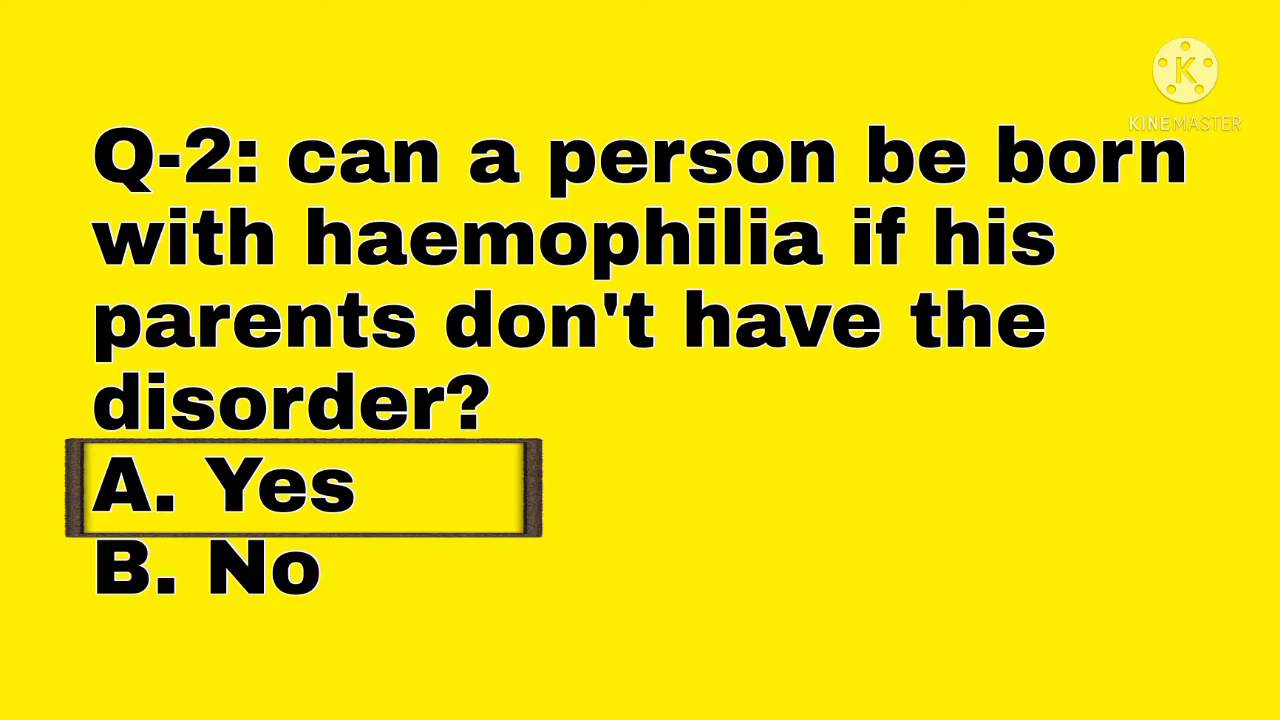 K
KINEMASTER
Q-2: can a person be born
with haemophilia if his
parents don't have the
disorder?
A. Yes
B. No